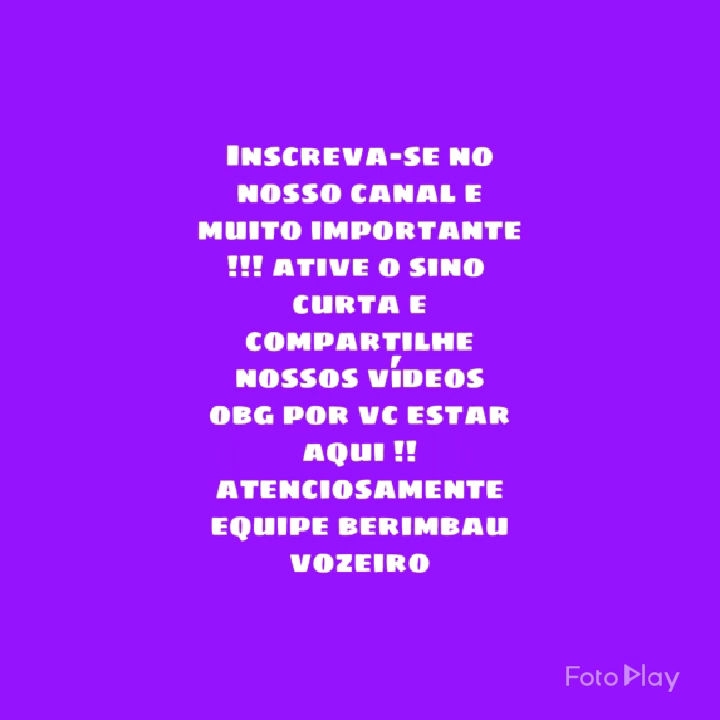 Inscreva-se no
nosso canal e
muito importante
!!! ative o sino
curta e
compartilhe
nossos vídeos
obg por vc estar
aqui !!
atenciosamente
equipe berimbau
vozeiro
FotoPlay